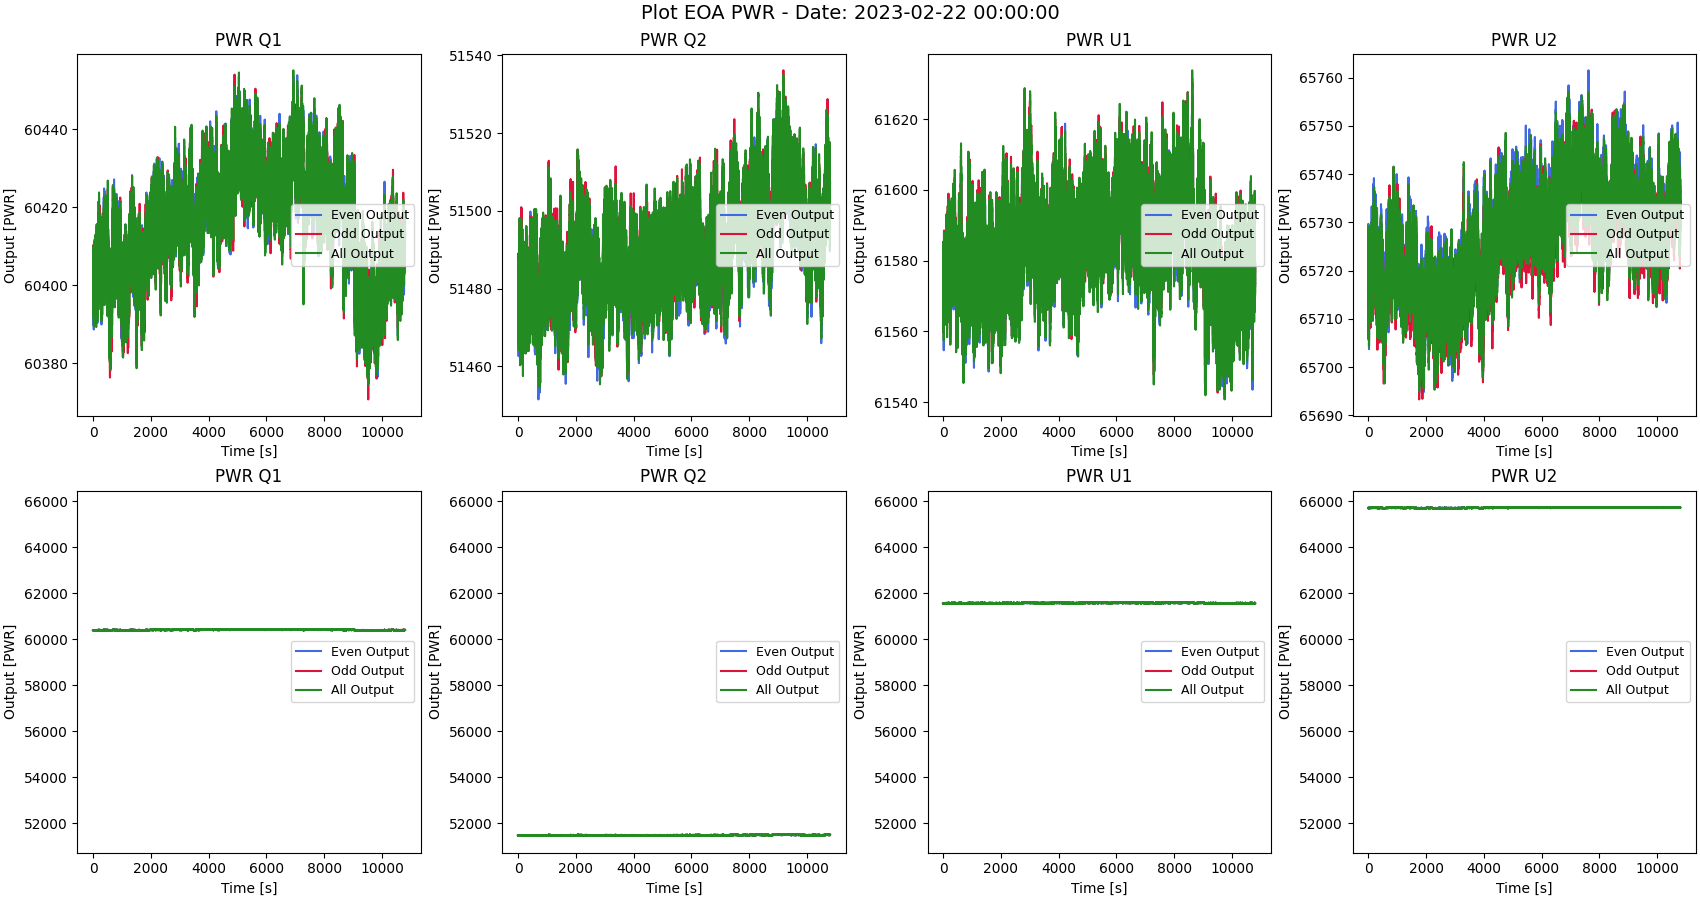 Plot EOA PWR - Date: 2023-02-22 00:00:00
PWR Q1
Output [PWR]
60440
60420
60400
60380
Even Output
Odd Output
All Output
0 2000 4000 6000 8000 10000
Time [s]
PWR Q2
Output [PWR]
51540
51520
51500
51480
51460
Even Output
Odd Output
All Output
0 2000 4000 6000 8000 10000
Time [s]
PWR U1
Output [PWR]
61620
61600
61580
61560
61540
Even Output
Odd Output
All Output
0 2000 4000 6000 8000 10000
Time [s]
PWR U2
Output [PWR]
65760
65750
65740
65730
65720
65710
65700
65690
Even Output
Odd Output
All Output
0 2000 4000 6000 8000 10000
Time [s]
PWR Q1
Output [PWR]
66000
64000
62000
60000
58000
56000
54000
52000
Even Output
Odd Output
All Output
0 2000 4000 6000 8000 10000
Time [s]
PWR Q2
Output [PWR]
66000
64000
62000
60000
58000
56000
54000
52000
Even Output
Odd Output
All Output
0 2000 4000 6000 8000 10000
Time [s]
PWR U1
Output [PWR]
66000
64000
62000
60000
58000
56000
54000
52000
Even Output
Odd Output
All Output
0 2000 4000 6000 8000 10000
Time [s]
PWR U2
Output [PWR]
66000
64000
62000
60000
58000
56000
54000
52000
Even Output
Odd Output
All Output
0 2000 4000 6000 8000 10000
Time [s]